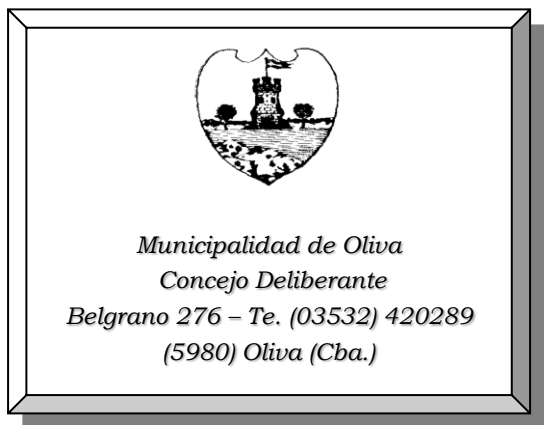 Municipalidad de Oliva
Concejo Deliberante
Belgrano 276 – Te. (03532) 420289
(5980) Oliva (Cba.)